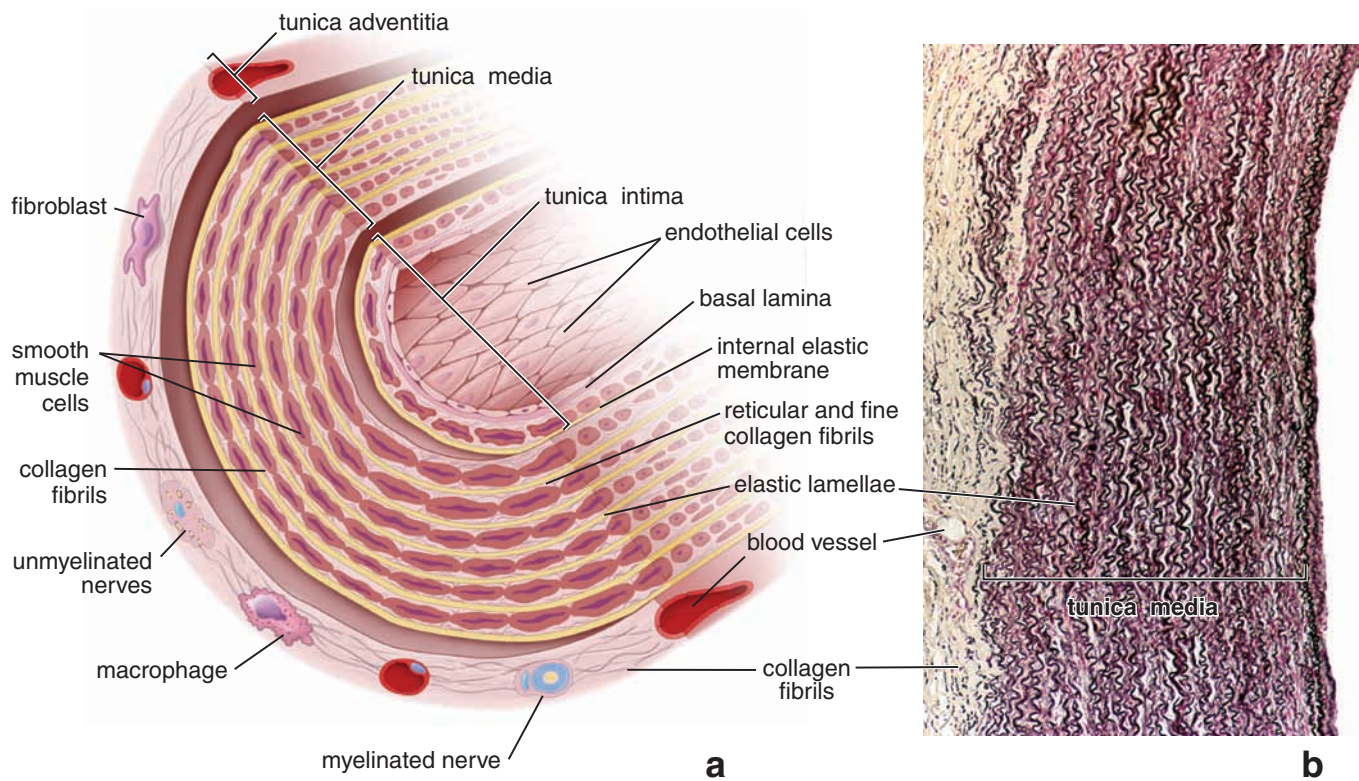 tunica adventitia
tunica media
tunica intima
fibroblast
endothelial cells
basal lamina
internal elastic
membrane
smooth
muscle
cells
reticular and fine
collagen fibrils
collagen
fibrils
elastic lamellae
blood vessel
unmyelinated
nerves
tunica media
macrophage
collagen
fibrils
myelinated nerve
a
b